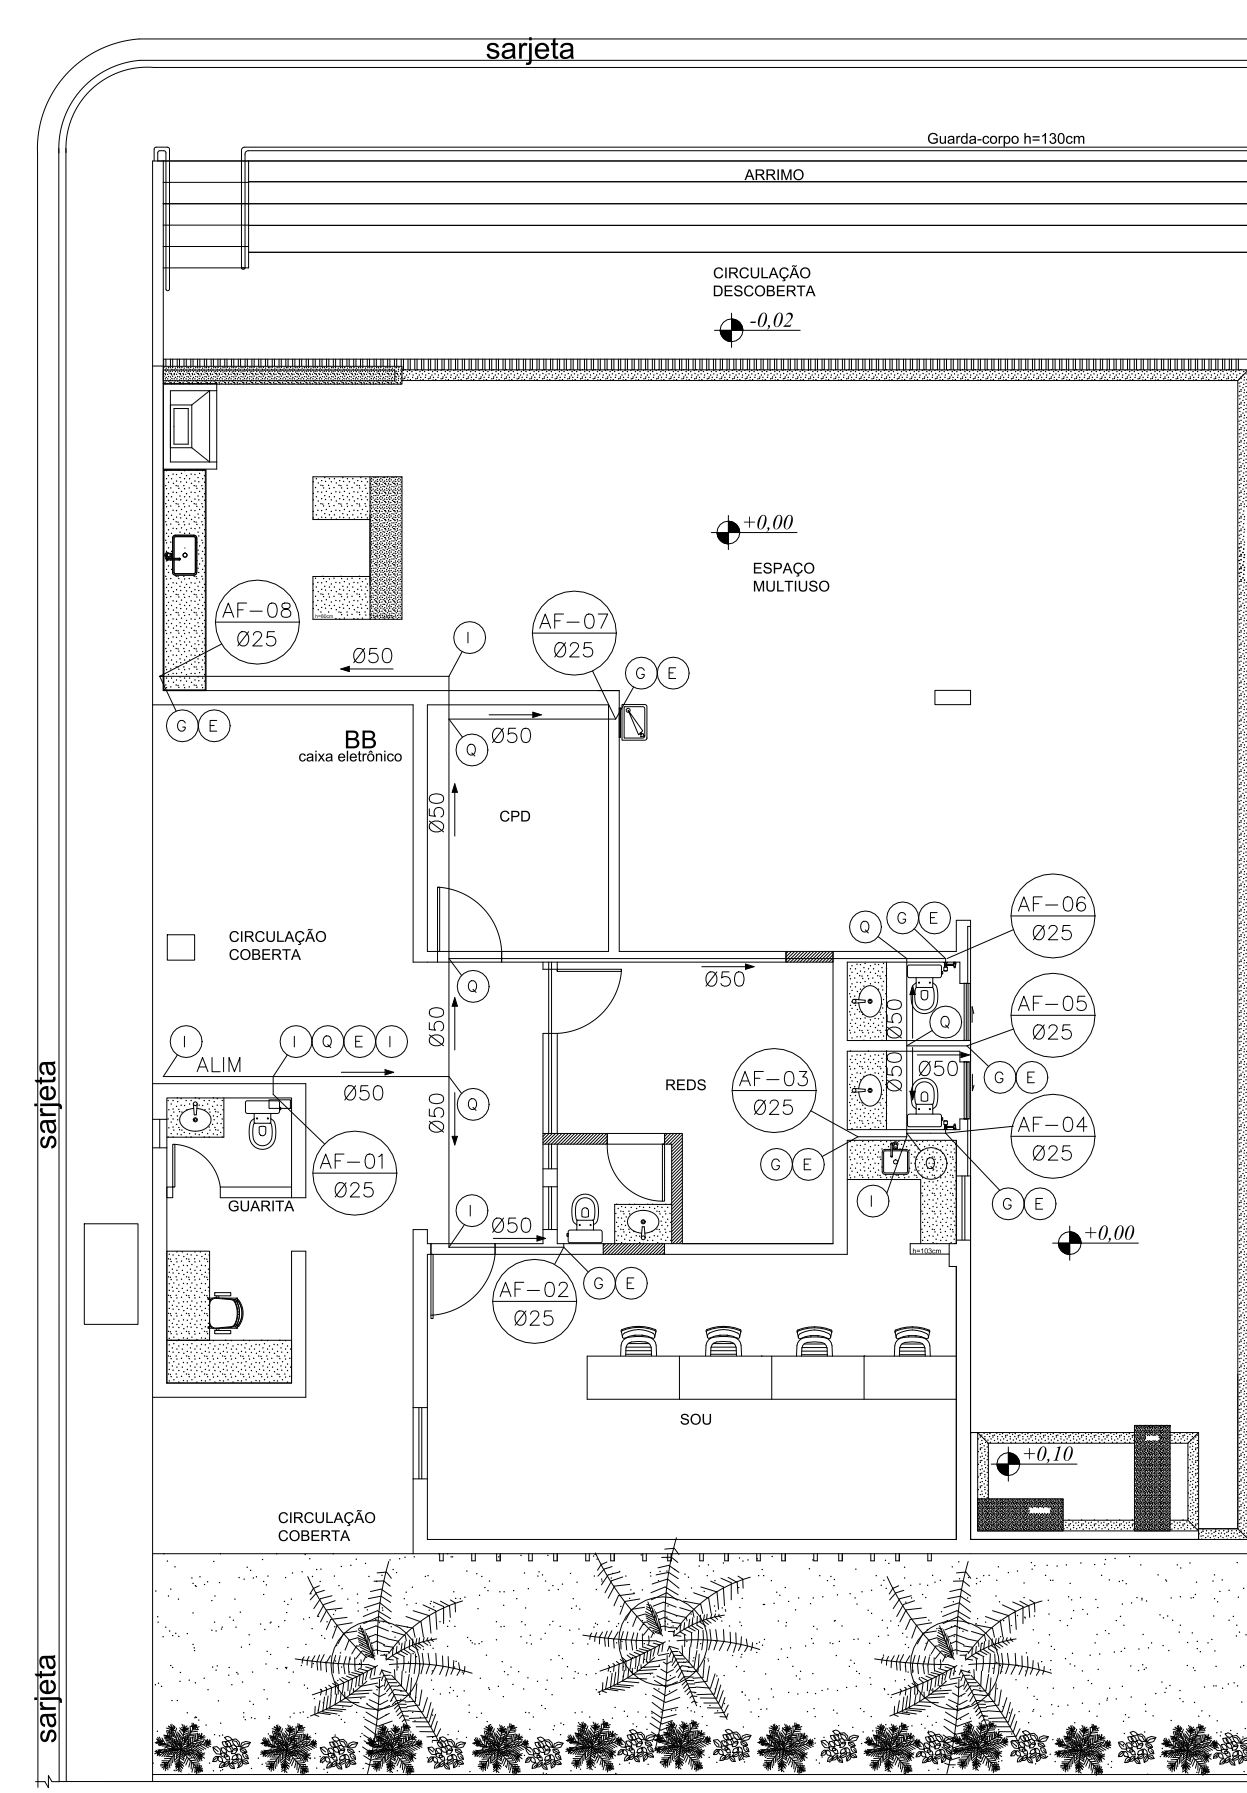 sarjeta
Guarda-corpo h=130cm
ARRIMO
CIRCULAÇÃO
DESCOBERTA
-0,02
+0,00
ESPAÇO
MULTIUSO
AF-08
Ø25
AF-07
Ø25
I
Ø50
G E
G E
BB
caixa eletrônico
Ø50
Q
Ø50
CPD
AF-06
Ø25
Q G E
CIRCULAÇÃO
COBERTA
Ø50
Q
AF-05
Ø25
Ø50
Q
Ø50
I
I Q E I
ALIM
Ø50
sarjeta
REDS
AF-03
Ø25
Ø50
Ø50
G E
Q
Ø50
AF-04
Ø25
AF-01
Ø25
G E
Q
GUARITA
I
G E
I
Ø50
+0,00
h=103cm
AF-02
Ø25
G E
SOU
+0,10
CIRCULAÇÃO
COBERTA
sarjeta